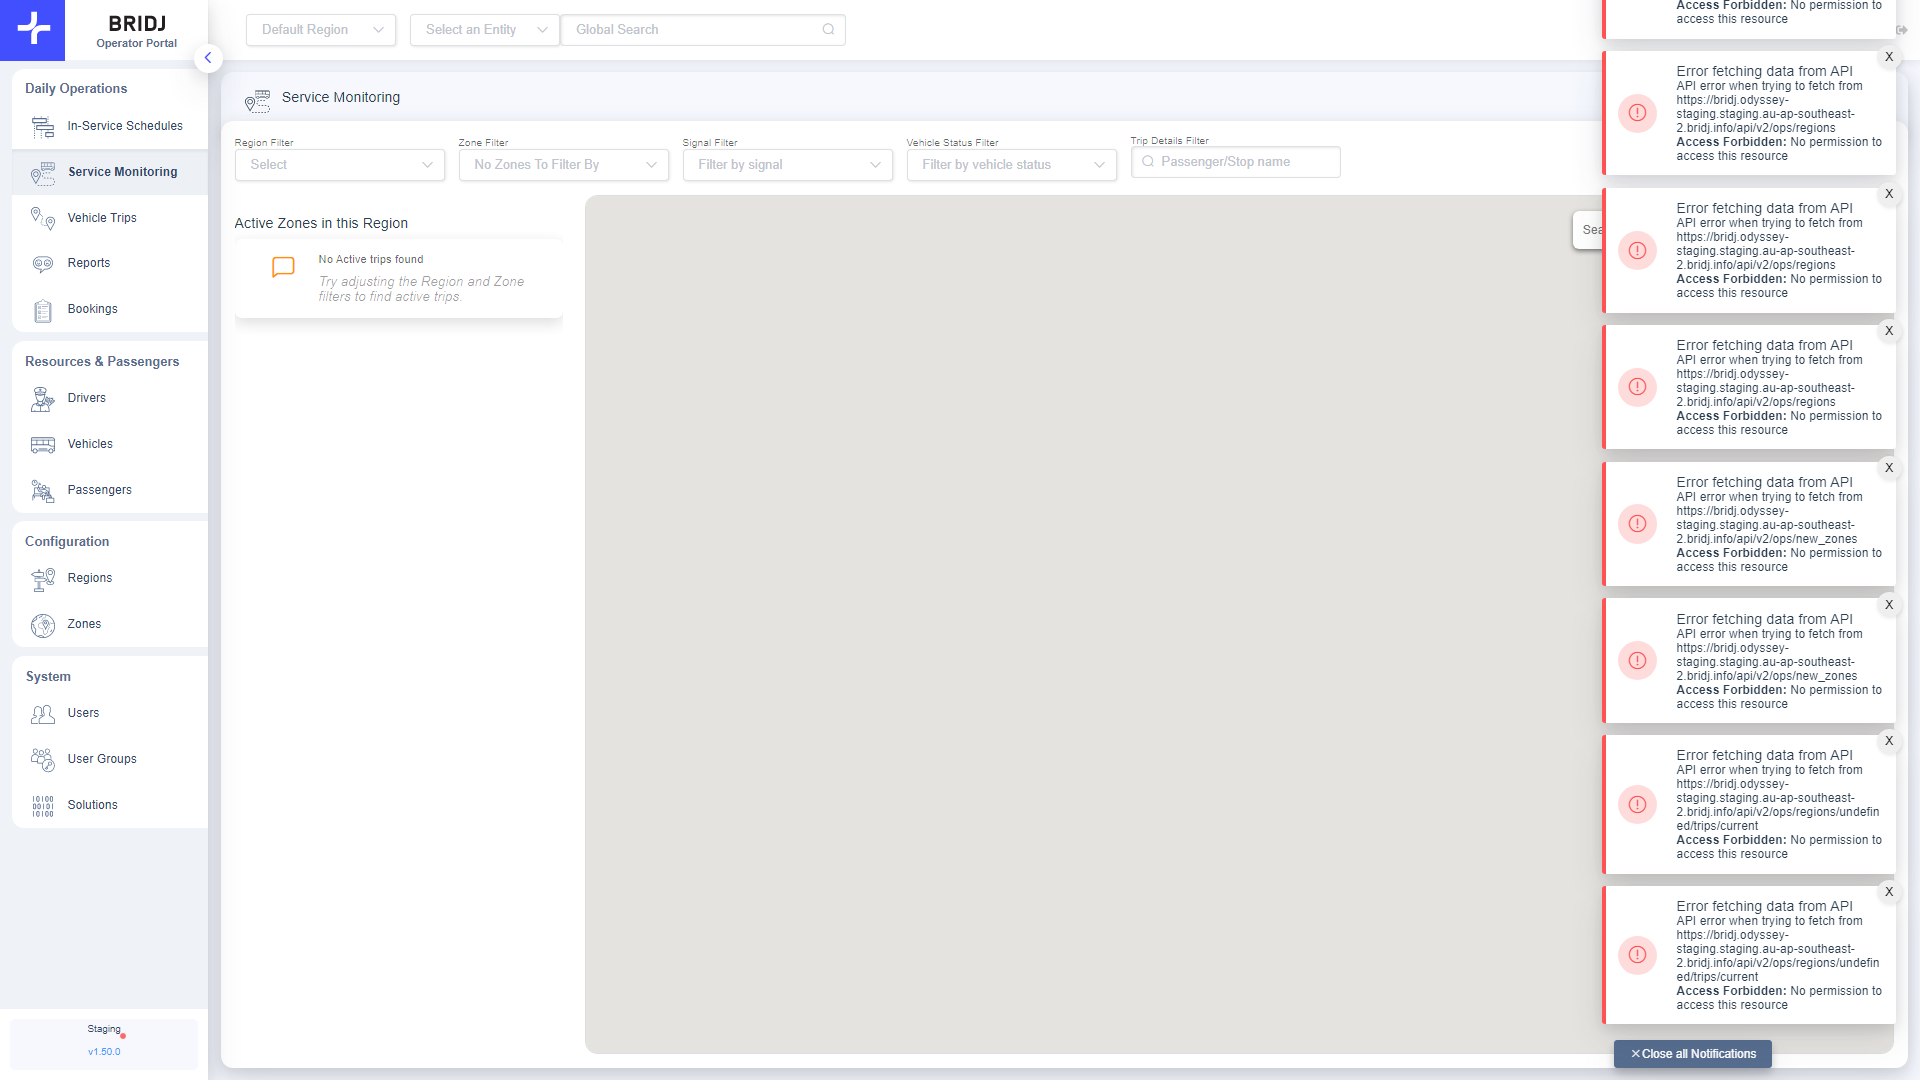 BRIDJ
Operator Portal
Default Region
Select an Entity
Global Search
Daily Operations
In-Service Schedules
Service Monitoring
Vehicle Trips
Reports
Bookings
Resources & Passengers
Drivers
Vehicles
Passengers
Configuration
Regions
Zones
System
Users
User Groups
Solutions
Staging
v1.50.0
Service Monitoring
Region Filter
Select
Zone Filter
No Zones To Filter By
Signal Filter
Filter by signal
Vehicle Status Filter
Filter by vehicle status
Trip Details Filter
Passenger/Stop name
Active Zones in this Region
No Active trips found
Try adjusting the Region and Zone
filters to find active trips.
Sea
Access Forbidden: No permission to
access this resource
X
Error fetching data from API
API error when trying to fetch from
https://bridj.odyssey-
staging.staging.au-ap-southeast-
2.bridj.info/api/v2/ops/regions
Access Forbidden: No permission to
access this resource
X
Error fetching data from API
API error when trying to fetch from
https://bridj.odyssey-
staging.staging.au-ap-southeast-
2.bridj.info/api/v2/ops/regions
Access Forbidden: No permission to
access this resource
X
Error fetching data from API
API error when trying to fetch from
https://bridj.odyssey-
staging.staging.au-ap-southeast-
2.bridj.info/api/v2/ops/regions
Access Forbidden: No permission to
access this resource
X
Error fetching data from API
API error when trying to fetch from
https://bridj.odyssey-
staging.staging.au-ap-southeast-
2.bridj.info/api/v2/ops/new_zones
Access Forbidden: No permission to
access this resource
X
Error fetching data from API
API error when trying to fetch from
https://bridj.odyssey-
staging.staging.au-ap-southeast-
2.bridj.info/api/v2/ops/new_zones
Access Forbidden: No permission to
access this resource
X
Error fetching data from API
API error when trying to fetch from
https://bridj.odyssey-
staging.staging.au-ap-southeast-
2.bridj.info/api/v2/ops/regions/undefin
ed/trips/current
Access Forbidden: No permission to
access this resource
X
Error fetching data from API
API error when trying to fetch from
https://bridj.odyssey-
staging.staging.au-ap-southeast-
2.bridj.info/api/v2/ops/regions/undefin
ed/trips/current
Access Forbidden: No permission to
access this resource
✕Close all Notifications